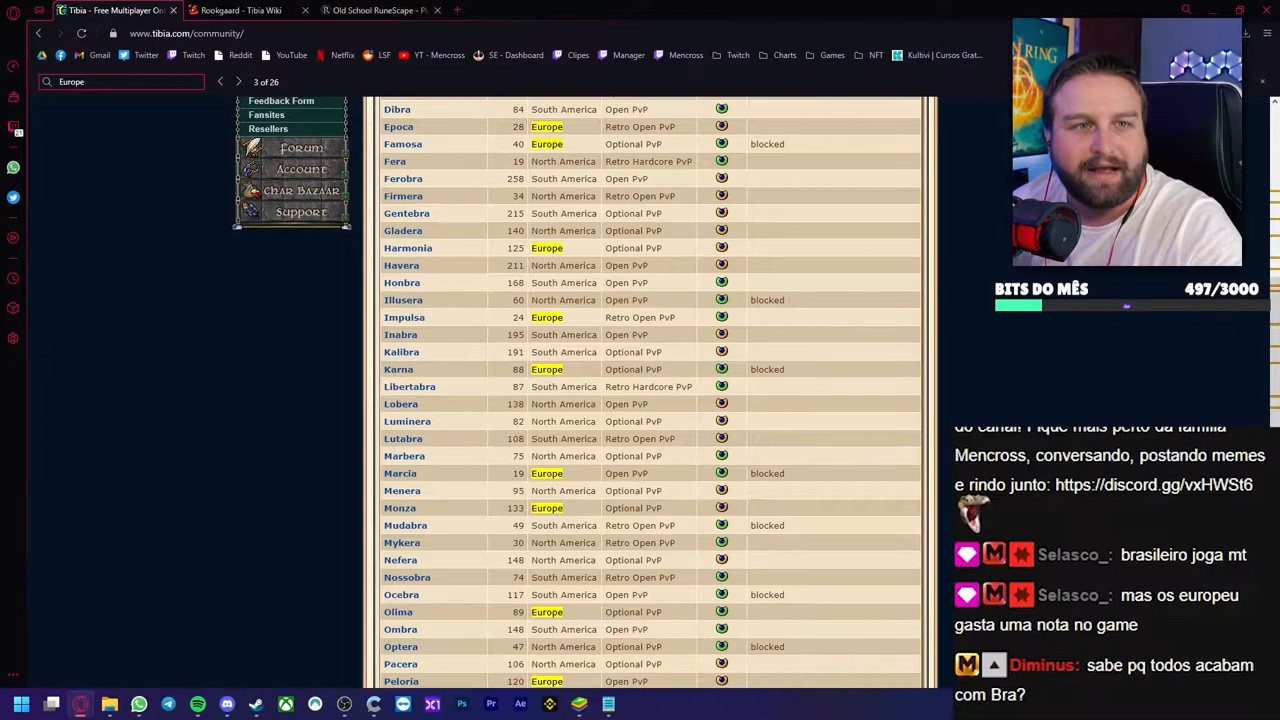 Tibia - Free Multiplayer On
Rookgaard - Tibia Wiki
Old School RuneScape - Pl
www.tibia.com/community/
Gmail
Twitter
Twitch
Reddit
YouTube
Netflix
LSF
YT - Mencross
SE - Dashboard
Clipes
Manager
Mencross
Twitch
Charts
Games
NFT
Kultivi | Cursos Grat...
Europe
3 of 26
Feedback Form
Fansites
Resellers
Forum
Account
Char Bazaar
Support
Dibra 84 South America Open PvP
Epoca 28 Europe Retro Open PvP
Famosa 40 Europe Optional PvP blocked
Fera 19 North America Retro Hardcore PvP
Ferobra 258 South America Open PvP
Firmera 34 North America Retro Open PvP
Gentebra 215 South America Optional PvP
Gladera 140 North America Optional PvP
Harmonia 125 Europe Optional PvP
Havera 211 North America Open PvP
Honbra 168 South America Open PvP
Illusera 60 North America Open PvP blocked
Impulsa 24 Europe Retro Open PvP
Inabra 195 South America Open PvP
Kalibra 191 South America Optional PvP
Karna 88 Europe Optional PvP blocked
Libertabra 87 South America Retro Hardcore PvP
Lobera 138 North America Open PvP
Luminera 82 North America Optional PvP
Lutabra 108 South America Retro Open PvP
Marbera 75 North America Optional PvP
Marcia 19 Europe Open PvP blocked
Menera 95 North America Optional PvP
Monza 133 Europe Optional PvP
Mudabra 49 South America Retro Open PvP blocked
Mykera 30 North America Retro Open PvP
Nefera 148 North America Optional PvP
Nossobra 74 South America Retro Open PvP
Ocebra 117 South America Open PvP blocked
Olima 89 Europe Optional PvP
Ombra 148 South America Open PvP
Optera 47 North America Optional PvP blocked
Pacera 106 North America Optional PvP
Peloria 120 Europe Optional PvP
RING
BITS DO MÊS 497/3000
do canal! Fique mais perto da família
Mencross, conversando, postando memes
e rindo junto: https://discord.gg/vxHWSt6
Selasco_: brasileiro joga mt
Selasco_: mas os europeu
gasta uma nota no game
Diminus: sabe pq todos acabam
com Bra?